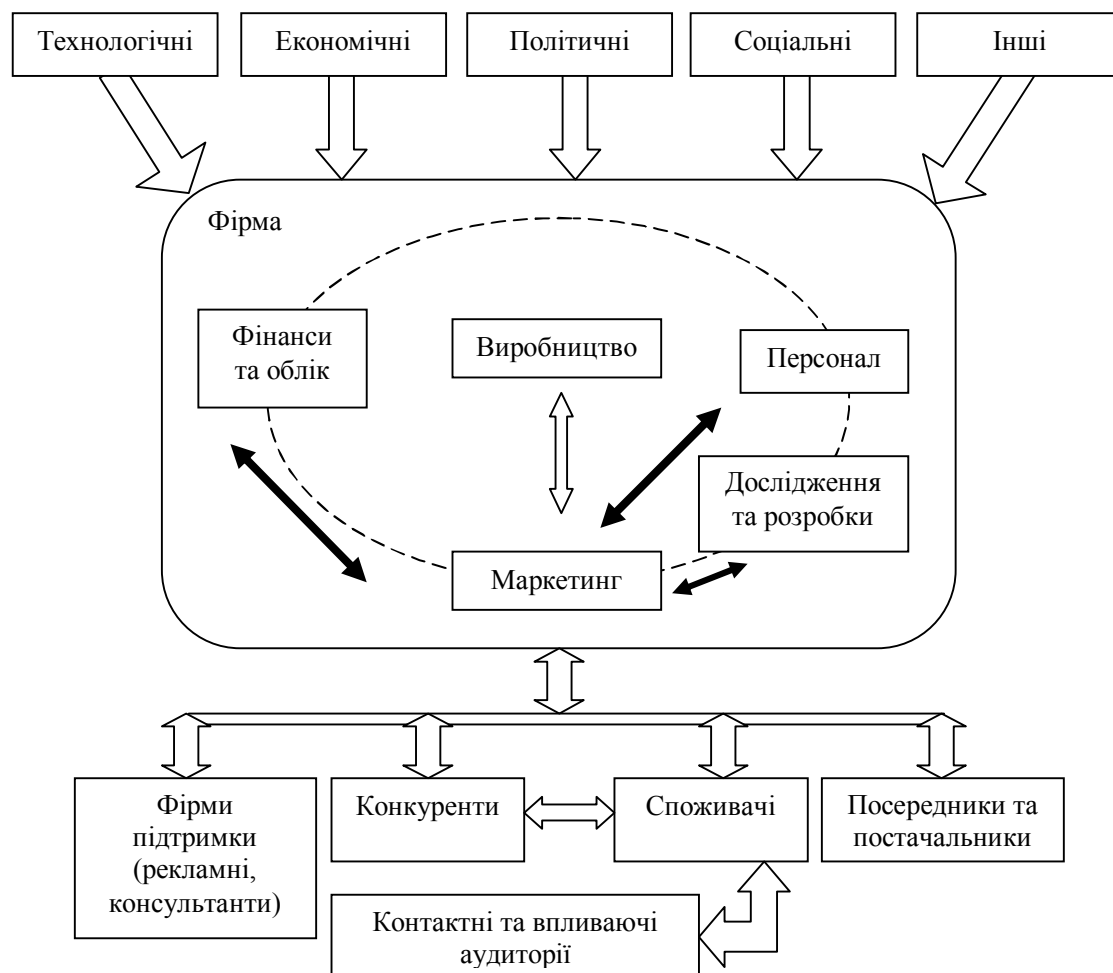 Технологічні
Економічні
Політичні
Соціальні
Інші
Фірма
Фінанси
та облік
Виробництво
Персонал
Дослідження
та розробки
Маркетинг
Фірми
підтримки
(рекламні,
консультанти)
Конкуренти
Споживачі
Посередники та
постачальники
Контактні та впливаючі
аудиторії